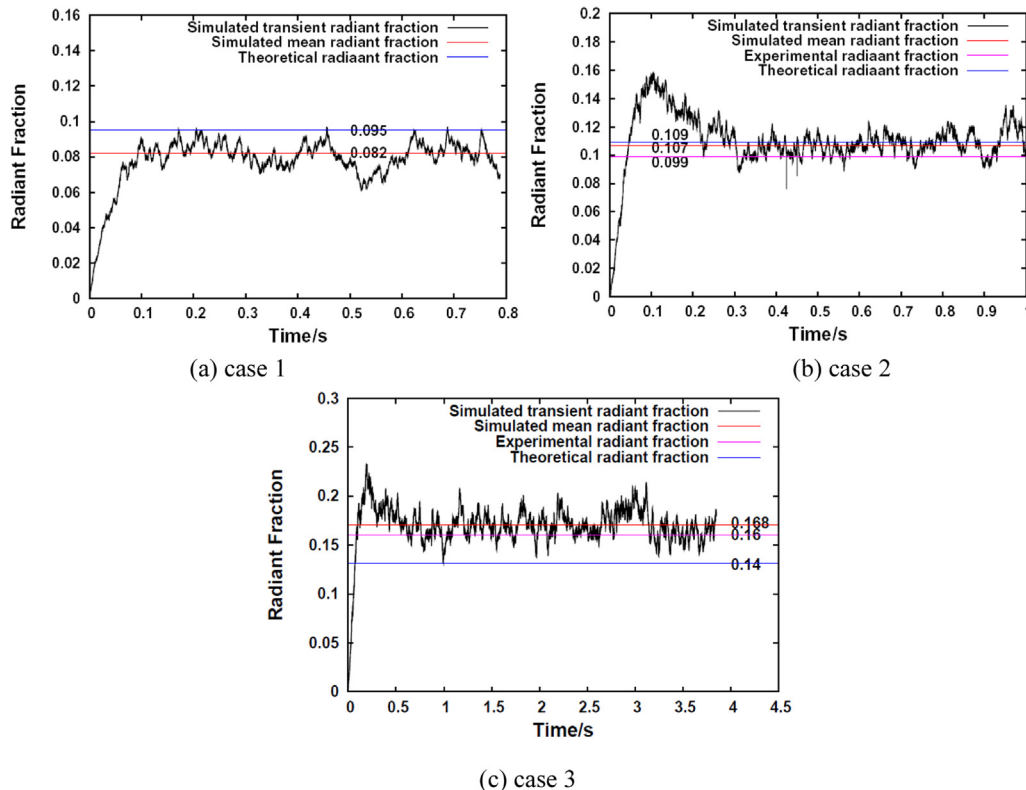 0.16
0.14
0.12
0.1
0.08
0.06
0.04
0.02
0
Radiant Fraction
Simulated transient radiant fraction
Simulated mean radiant fraction
Theoretical radiaant fraction
0.095
0.082
0 0.1 0.2 0.3 0.4 0.5 0.6 0.7 0.8
Time/s
(a) case 1
0.2
0.16
0.14
0.12
0.1
0.08
0.06
0.04
0.02
0
Radiant Fraction
Simulated transient radiant fraction
Simulated mean radiant fraction
Experimental radiaant fraction
Theoretical radiaant fraction
0.109
0.107
0.099
0 0.1 0.2 0.3 0.4 0.5 0.6 0.7 0.8 0.9
Time/s
(b) case 2
0.3
0.25
0.2
0.15
0.1
0.05
0
Radiant Fraction
Simulated transient radiant fraction
Simulated mean radiant fraction
Experimental radiant fraction
Theoretical radiant fraction
0.168
0.16
0.14
0 0.5 1 1.5 2 2.5 3 3.5 4 4.5
Time/s
(c) case 3